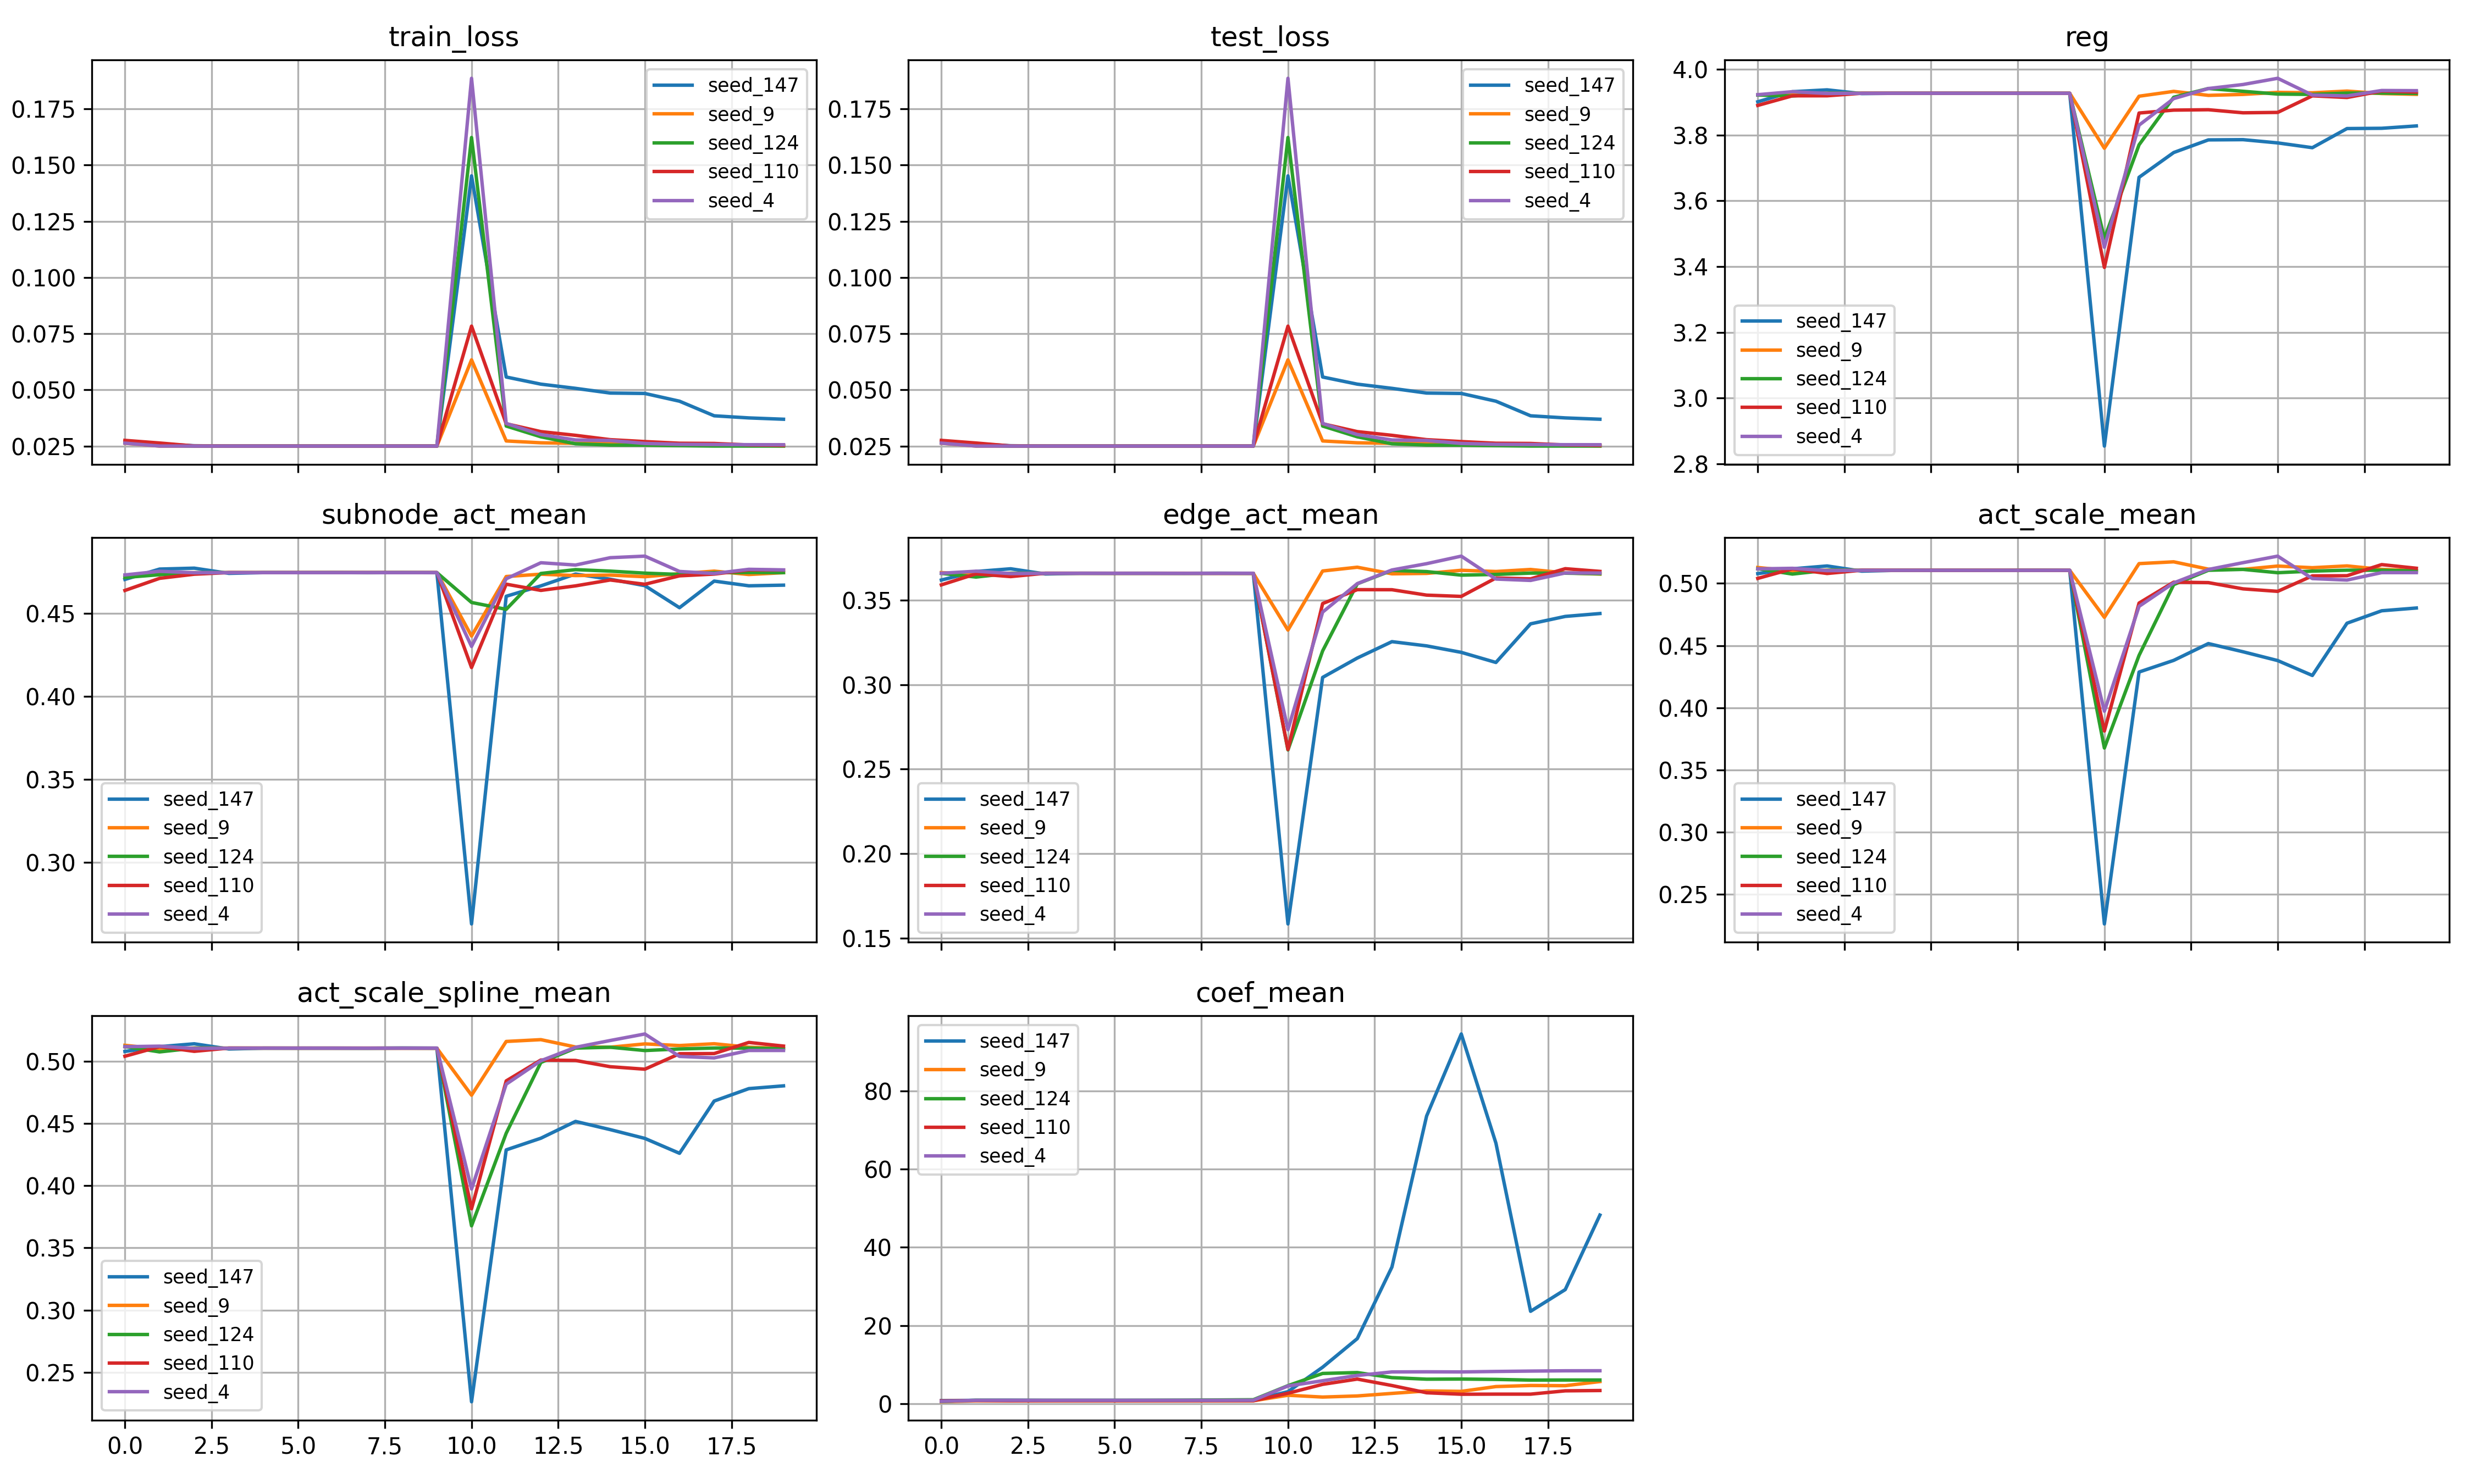 train_loss
0.175
0.150
0.125
0.100
0.075
0.050
0.025
seed_147
seed_9
seed_124
seed_110
seed_4
test_loss
0.175
0.150
0.125
0.100
0.075
0.050
0.025
seed_147
seed_9
seed_124
seed_110
seed_4
reg
4.0
3.8
3.6
3.4
3.2
3.0
2.8
seed_147
seed_9
seed_124
seed_110
seed_4
subnode_act_mean
0.45
0.40
0.35
0.30
seed_147
seed_9
seed_124
seed_110
seed_4
edge_act_mean
0.35
0.30
0.25
0.20
0.15
seed_147
seed_9
seed_124
seed_110
seed_4
act_scale_mean
0.50
0.45
0.40
0.35
0.30
0.25
seed_147
seed_9
seed_124
seed_110
seed_4
act_scale_spline_mean
0.50
0.45
0.40
0.35
0.30
0.25
seed_147
seed_9
seed_124
seed_110
seed_4
0.0 2.5 5.0 7.5 10.0 12.5 15.0 17.5
coef_mean
80
60
40
20
0
seed_147
seed_9
seed_124
seed_110
seed_4
0.0 2.5 5.0 7.5 10.0 12.5 15.0 17.5